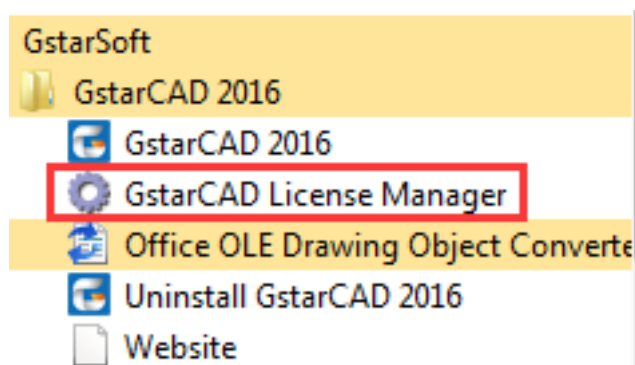 GstarSoft
GstarCAD 2016
GstarCAD 2016
GstarCAD License Manager
Office OLE Drawing Object Converte
Uninstall GstarCAD 2016
Website